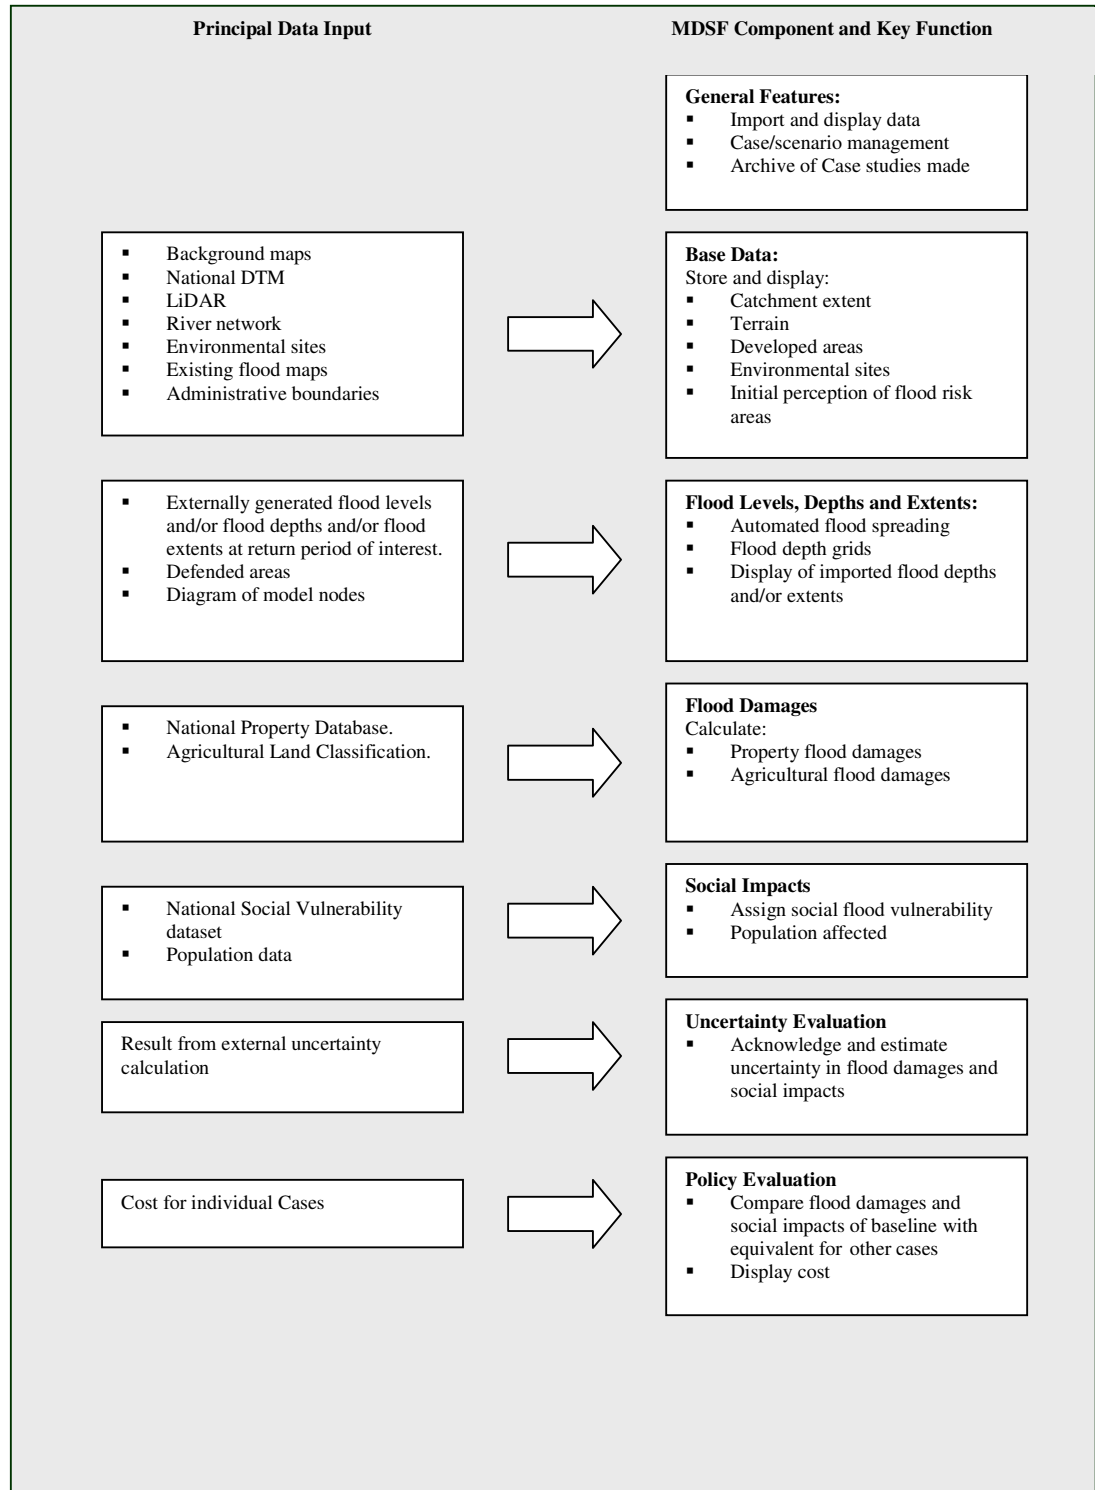 Principal Data Input
MDSF Component and Key Function
General Features:
▪ Import and display data
▪ Case/scenario management
▪ Archive of Case studies made
▪ Background maps
▪ National DTM
▪ LiDAR
▪ River network
▪ Environmental sites
▪ Existing flood maps
▪ Administrative boundaries
Base Data:
Store and display:
▪ Catchment extent
▪ Terrain
▪ Developed areas
▪ Environmental sites
▪ Initial perception of flood risk
areas
▪ Externally generated flood levels
and/or flood depths and/or flood
extents at return period of interest.
▪ Defended areas
▪ Diagram of model nodes
Flood Levels, Depths and Extents:
▪ Automated flood spreading
▪ Flood depth grids
▪ Display of imported flood depths
and/or extents
▪ National Property Database.
▪ Agricultural Land Classification.
Flood Damages
Calculate:
▪ Property flood damages
▪ Agricultural flood damages
▪ National Social Vulnerability
dataset
▪ Population data
Social Impacts
▪ Assign social flood vulnerability
▪ Population affected
Result from external uncertainty
calculation
Uncertainty Evaluation
▪ Acknowledge and estimate
uncertainty in flood damages and
social impacts
Cost for individual Cases
Policy Evaluation
▪ Compare flood damages and
social impacts of baseline with
equivalent for other cases
▪ Display cost